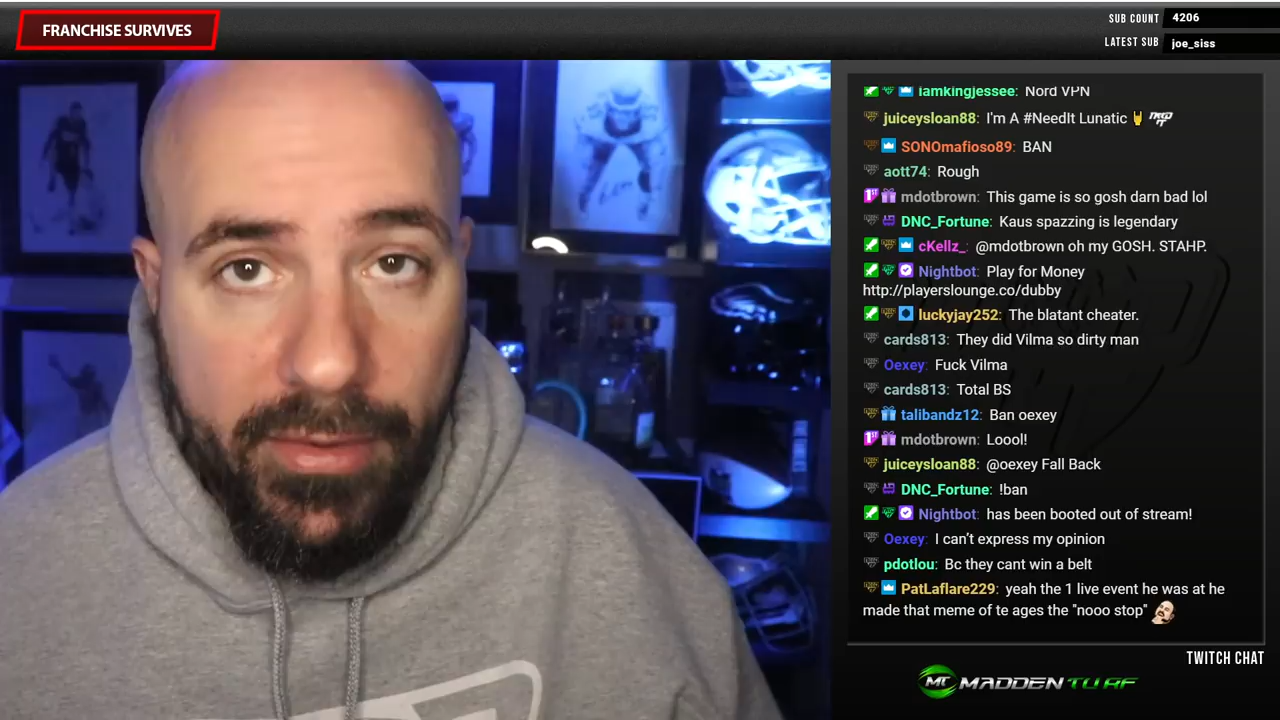 FRANCHISE SURVIVES
SUB COUNT 4206
LATEST SUB joe_siss
iamkingjessee: Nord VPN
juiceysloan88: I'm A #NeedIt Lunatic
SONOmafioso89: BAN
aott74: Rough
mdotbrown: This game is so gosh darn bad lol
DNC_Fortune: Kaus spazzing is legendary
cKellz_: @mdotbrown oh my GOSH. STAHP.
Nightbot: Play for Money
http://playerslounge.co/dubby
luckyjay252: The blatant cheater.
cards813: They did Vilma so dirty man
Oexey: Fuck Vilma
cards813: Total BS
talibandz12: Ban oexey
mdotbrown: Loool!
juiceysloan88: @oexey Fall Back
DNC_Fortune: !ban
Nightbot: has been booted out of stream!
Oexey: I can't express my opinion
pdotlou: Bc they cant win a belt
PatLaflare229: yeah the 1 live event he was at he
made that meme of te ages the "nooo stop"
TWITCH CHAT
MT MADDEN TURF